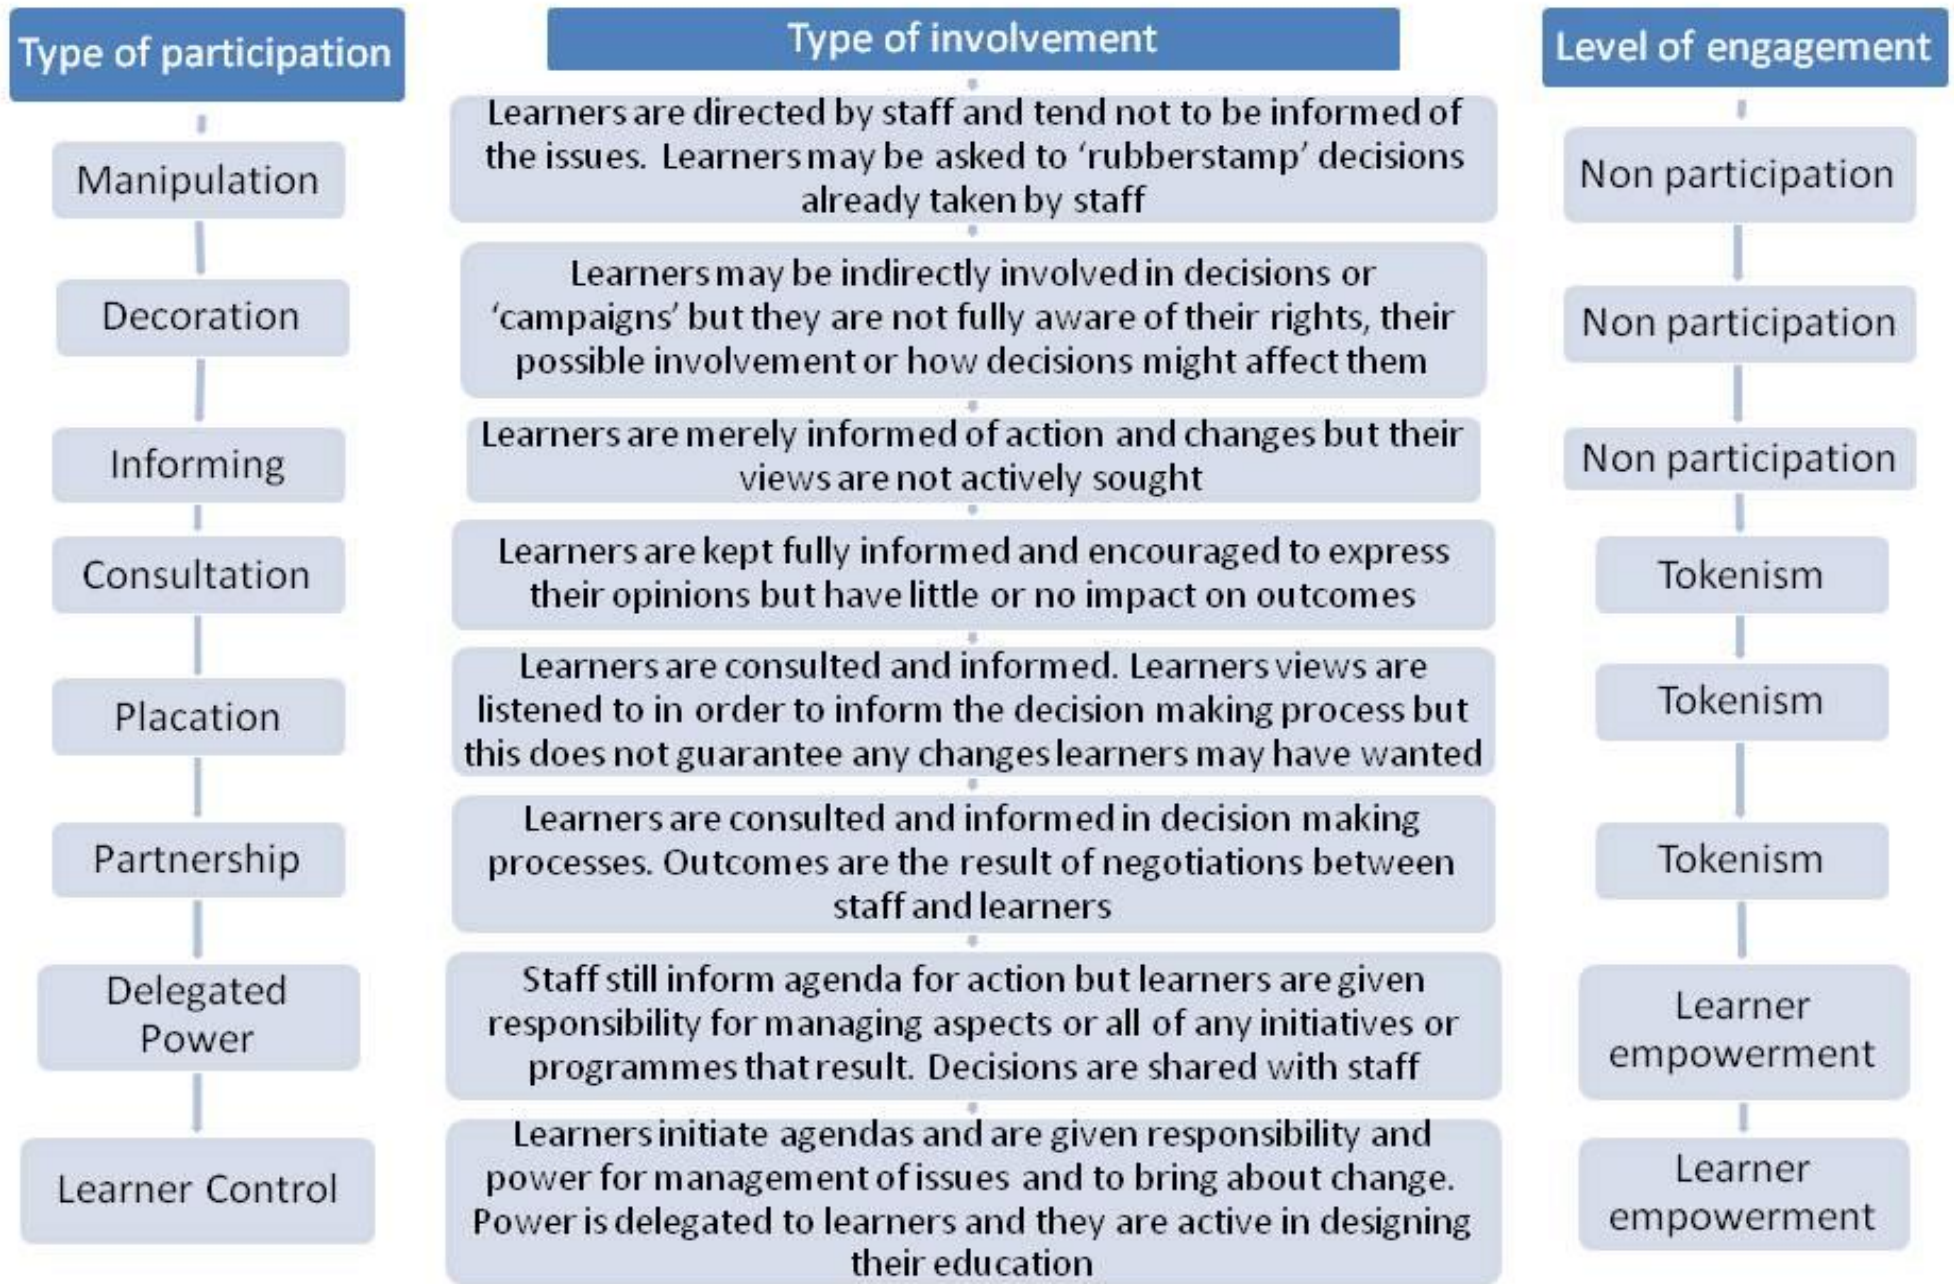 Type of participation
Type of involvement
Level of engagement
Manipulation
Learners are directed by staff and tend not to be informed of
the issues. Learners may be asked to ‘rubberstamp’ decisions
already taken by staff
Non participation
Decoration
Learners may be indirectly involved in decisions or
‘campaigns’ but they are not fully aware of their rights, their
possible involvement or how decisions might affect them
Non participation
Informing
Learners are merely informed of action and changes but their
views are not actively sought
Non participation
Consultation
Learners are kept fully informed and encouraged to express
their opinions but have little or no impact on outcomes
Tokenism
Placation
Learners are consulted and informed. Learners views are
listened to in order to inform the decision making process but
this does not guarantee any changes learners may have wanted
Tokenism
Partnership
Learners are consulted and informed in decision making
processes. Outcomes are the result of negotiations between
staff and learners
Tokenism
Delegated
Power
Staff still inform agenda for action but learners are given
responsibility for managing aspects or all of any initiatives or
programmes that result. Decisions are shared with staff
Learner
empowerment
Learner Control
Learners initiate agendas and are given responsibility and
power for management of issues and to bring about change.
Power is delegated to learners and they are active in designing
their education
Learner
empowerment